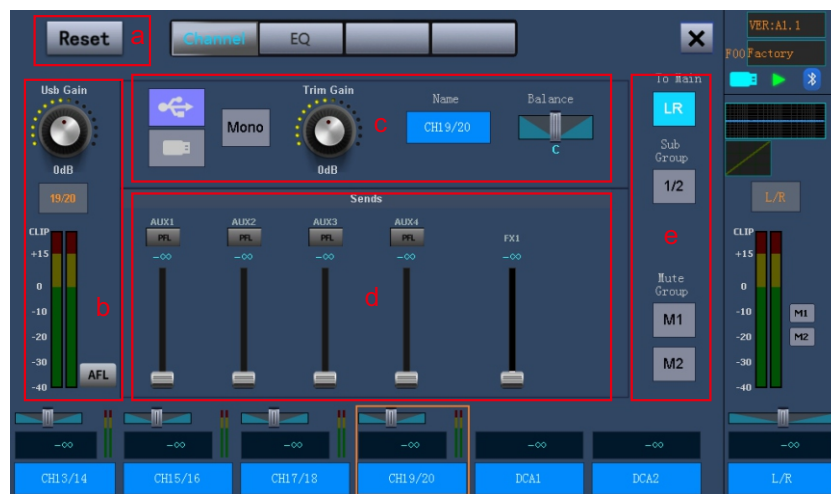 Reset
a
Channel
EQ
VER:A1.1
F00Factory
Usb Gain
0dB
19/20
CLIP
+15
0
-10
-20
-30
-40
AFL
b
Mono
Trim Gain
0dB
c
Name
CH19/20
Balance
C
Sends
AUX1
AUX2
AUX3
AUX4
PFL
PFL
PFL
PFL
FX1
-∞
-∞
-∞
-∞
-∞
d
To Main
LR
Sub
Group
1/2
e
Mute
Group
M1
M2
L/R
CLIP
+15
0
-10
-20
-30
-40
M1
M2
-∞
-∞
-∞
-∞
-∞
-∞
-∞
CH13/14
CH15/16
CH17/18
CH19/20
DCA1
DCA2
L/R